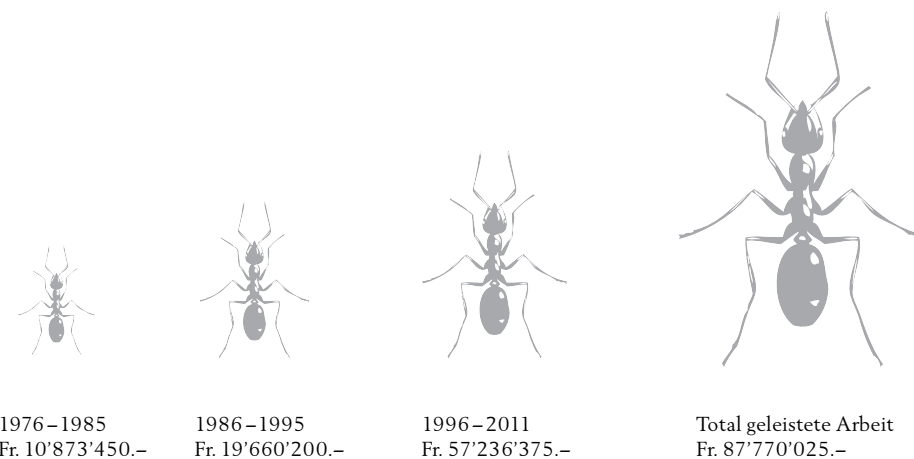 1976–1985
Fr. 10’873’450.–
1986–1995
Fr. 19’660’200.–
1996–2011
Fr. 57’236’375.–
Total geleistete Arbeit
Fr. 87’770’025.–